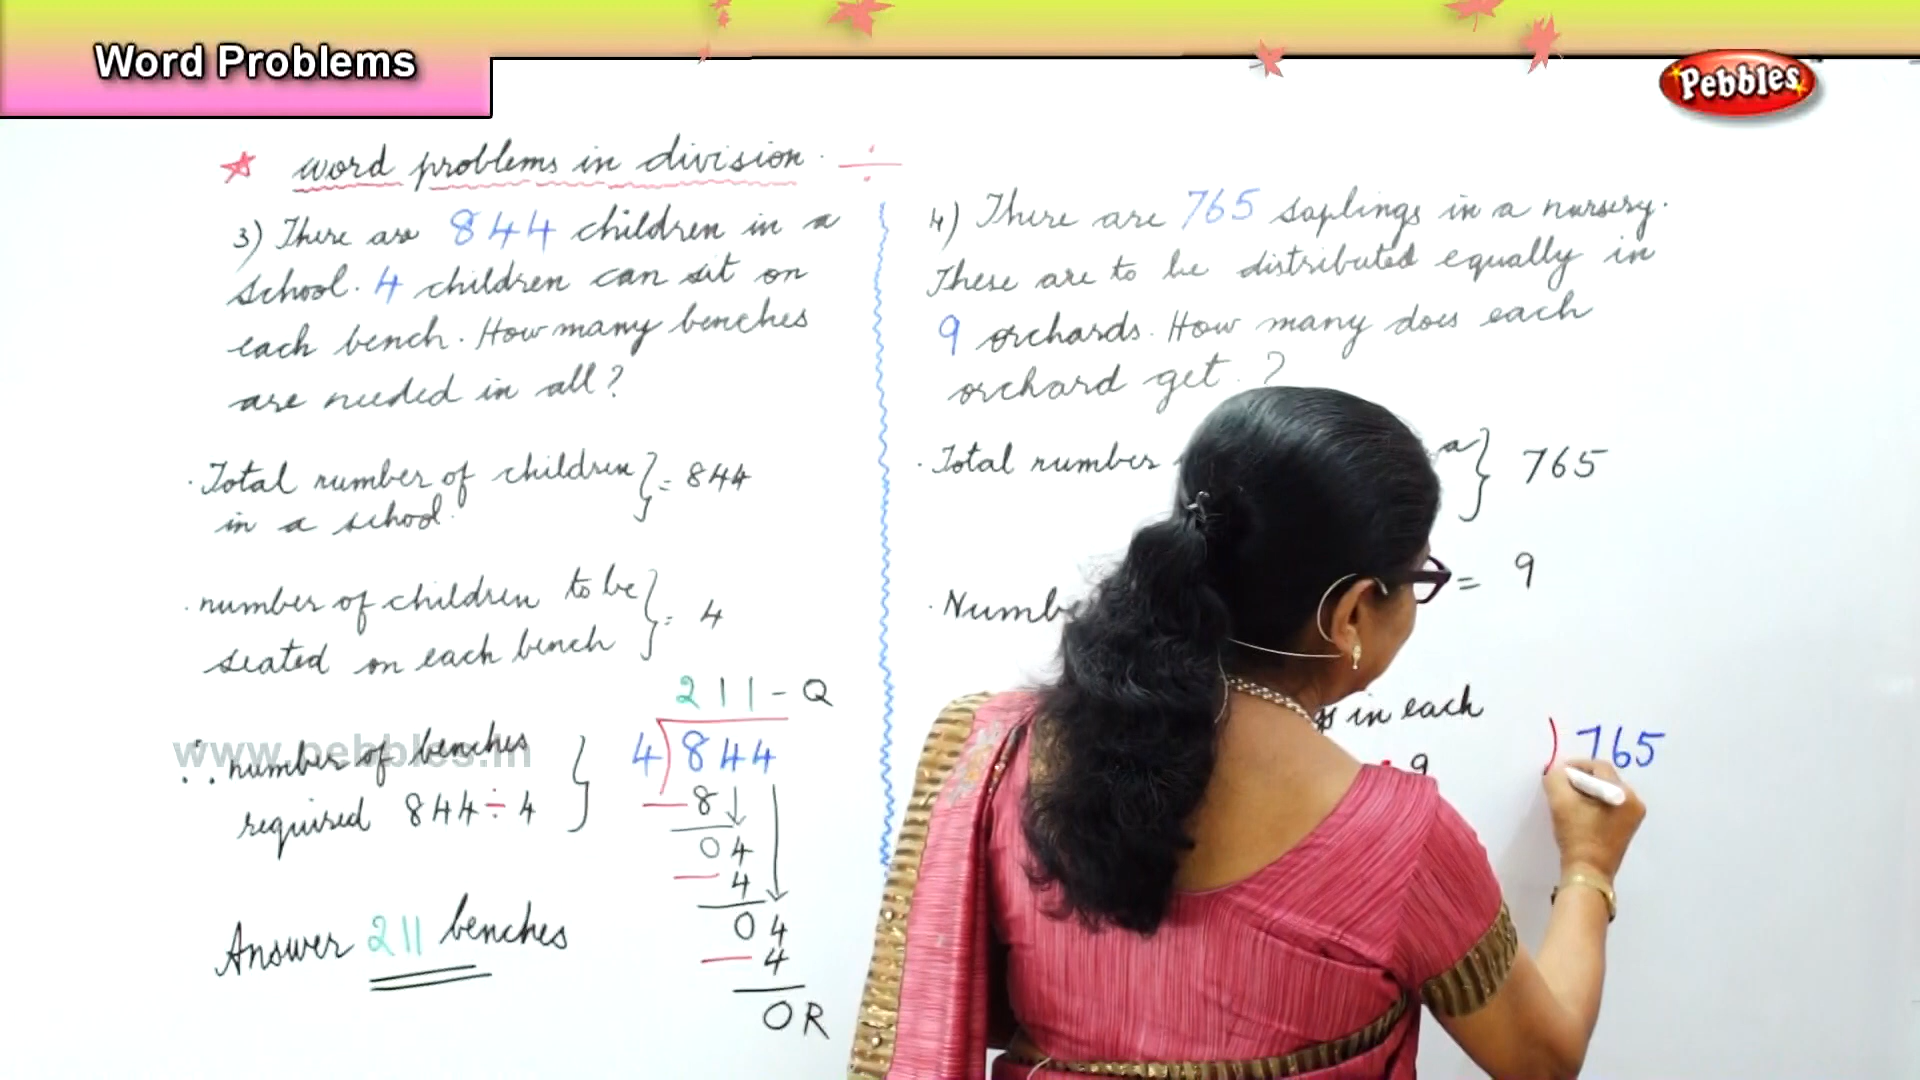 Word Problems
Pebbles
word problems in division. ÷
3) There are 844 children in a
school. 4 children can sit on
each bench. How many benches
are needed in all?
. Total number of children
in a school.
} = 844
. number of children to be
seated on each bench
} = 4
∴ number of benches
required 844 ÷ 4 }
www.pebbles.in
Answer 211 benches
211 - Q
4)844
- 8
04
- 4
04
- 4
0R
4) There are 765 saplings in a nursery.
These are to be distributed equally in
9 orchards. How many does each
orchard get.?
. Total number
a } 765
.
= 9
in each
9
)765